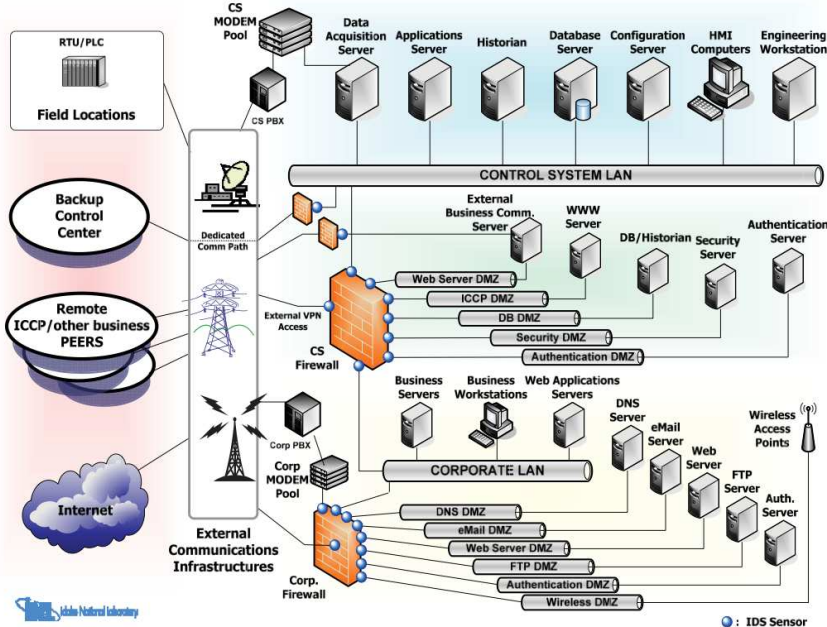 CS
MODEM
Pool
Data
Acquisition
Server
Applications
Server
Historian
Database
Server
Configuration
Server
HMI
Computers
Engineering
Workstation
RTU/PLC
Field Locations
CS PBX
CONTROL SYSTEM LAN
Backup
Control
Center
Dedicated
Comm Path
External
Business Comm.
Server
WWW
Server
DB/Historian
Security
Server
Authentication
Server
Web Server DMZ
ICCP DMZ
DB DMZ
Security DMZ
Authentication DMZ
Remote
ICCP/other business
PEERS
External VPN
Access
CS
Firewall
Business
Servers
Business
Workstations
Web Applications
Servers
DNS
Server
eMail
Server
Web
Server
FTP
Server
Auth.
Server
Wireless
Access
Points
Corp PBX
Corp
MODEM
Pool
CORPORATE LAN
Internet
External
Communications
Infrastructures
DNS DMZ
eMail DMZ
Web Server DMZ
FTP DMZ
Authentication DMZ
Wireless DMZ
Corp.
Firewall
Idaho National Laboratory
: IDS Sensor